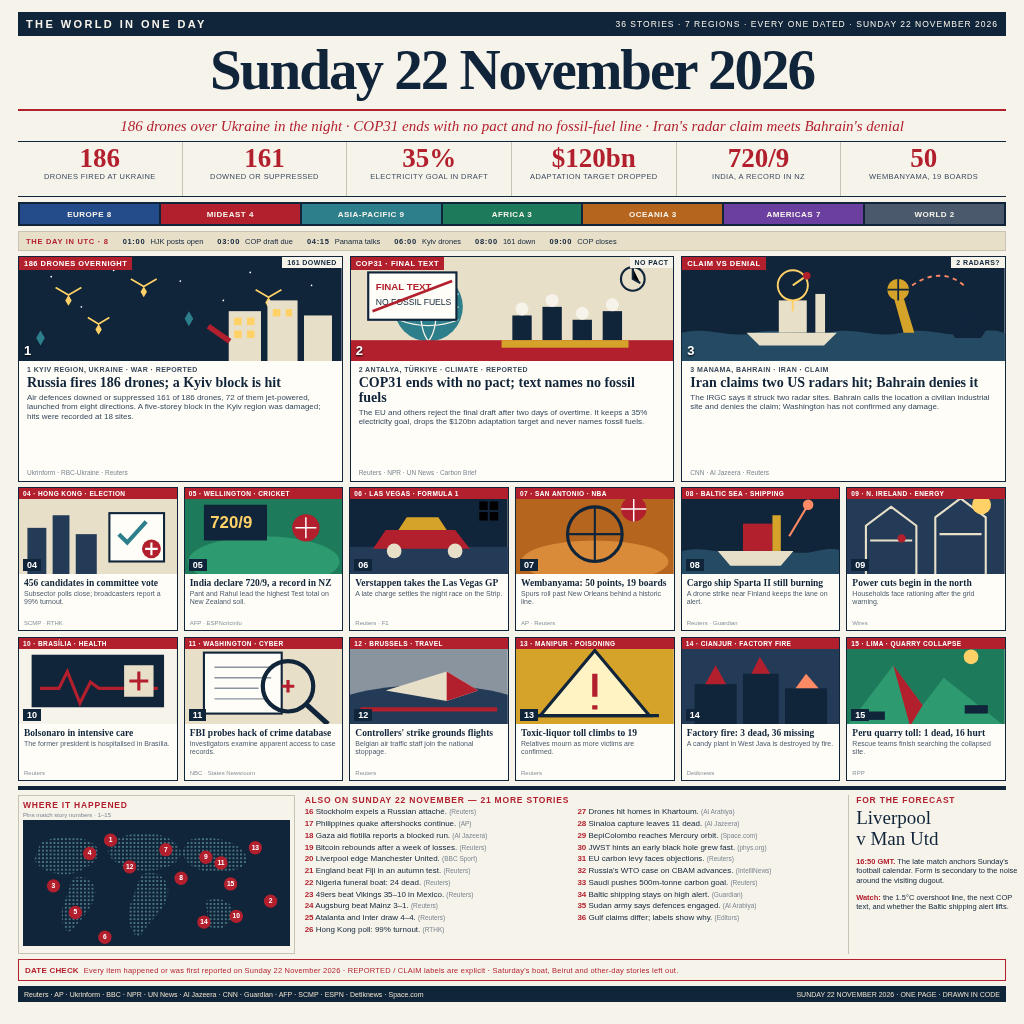 THE WORLD IN ONE DAY
36 STORIES · 7 REGIONS · EVERY ONE DATED · SUNDAY 22 NOVEMBER 2026
Sunday 22 November 2026
186 drones over Ukraine in the night · COP31 ends with no pact and no fossil-fuel line · Iran's radar claim meets Bahrain's denial
186
DRONES FIRED AT UKRAINE
161
DOWNED OR SUPPRESSED
35%
ELECTRICITY GOAL IN DRAFT
$120bn
ADAPTATION TARGET DROPPED
720/9
INDIA, A RECORD IN NZ
50
WEMBANYAMA, 19 BOARDS
EUROPE 8
MIDEAST 4
ASIA-PACIFIC 9
AFRICA 3
OCEANIA 3
AMERICAS 7
WORLD 2
THE DAY IN UTC · 8 01:00 HJK posts open 03:00 COP draft due 04:15 Panama talks 06:00 Kyiv drones 08:00 161 down 09:00 COP closes
186 DRONES OVERNIGHT
161 DOWNED
1
1 KYIV REGION, UKRAINE · WAR · REPORTED
Russia fires 186 drones; a Kyiv block is hit
Air defences downed or suppressed 161 of 186 drones, 72 of them jet-powered,
launched from eight directions. A five-storey block in the Kyiv region was damaged;
hits were recorded at 18 sites.
Ukrinform · RBC-Ukraine · Reuters
COP31 · FINAL TEXT
NO PACT
FINAL TEXT
NO FOSSIL FUELS
2
2 ANTALYA, TÜRKIYE · CLIMATE · REPORTED
COP31 ends with no pact; text names no fossil
fuels
The EU and others reject the final draft after two days of overtime. It keeps a 35%
electricity goal, drops the $120bn adaptation target and never names fossil fuels.
Reuters · NPR · UN News · Carbon Brief
CLAIM VS DENIAL
2 RADARS?
3
3 MANAMA, BAHRAIN · IRAN · CLAIM
Iran claims two US radars hit; Bahrain denies it
The IRGC says it struck two radar sites. Bahrain calls the location a civilian industrial
site and denies the claim; Washington has not confirmed any damage.
CNN · Al Jazeera · Reuters
04 · HONG KONG · ELECTION
04
456 candidates in committee vote
Subsector polls close; broadcasters report a
99% turnout.
SCMP · RTHK
05 · WELLINGTON · CRICKET
720/9
05
India declare 720/9, a record in NZ
Pant and Rahul lead the highest Test total on
New Zealand soil.
AFP · ESPNcricinfo
06 · LAS VEGAS · FORMULA 1
06
Verstappen takes the Las Vegas GP
A late charge settles the night race on the Strip.
Reuters · F1
07 · SAN ANTONIO · NBA
07
Wembanyama: 50 points, 19 boards
Spurs roll past New Orleans behind a historic
line.
AP · Reuters
08 · BALTIC SEA · SHIPPING
08
Cargo ship Sparta II still burning
A drone strike near Finland keeps the lane on
alert.
Reuters · Guardian
09 · N. IRELAND · ENERGY
09
Power cuts begin in the north
Households face rationing after the grid
warning.
Wires
10 · BRASÍLIA · HEALTH
10
Bolsonaro in intensive care
The former president is hospitalised in Brasília.
Reuters
11 · WASHINGTON · CYBER
11
FBI probes hack of crime database
Investigators examine apparent access to case
records.
NBC · States Newsroom
12 · BRUSSELS · TRAVEL
12
Controllers' strike grounds flights
Belgian air traffic staff join the national
stoppage.
Reuters
13 · MANIPUR · POISONING
!
13
Toxic-liquor toll climbs to 19
Relatives mourn as more victims are
confirmed.
Reuters
14 · CIANJUR · FACTORY FIRE
14
Factory fire: 3 dead, 36 missing
A candy plant in West Java is destroyed by fire.
Detiknews
15 · LIMA · QUARRY COLLAPSE
15
Peru quarry toll: 1 dead, 16 hurt
Rescue teams finish searching the collapsed
site.
RPP
WHERE IT HAPPENED
Pins match story numbers · 1–15
1
4
7
9
11
13
12
8
15
3
2
5
14
10
6
ALSO ON SUNDAY 22 NOVEMBER — 21 MORE STORIES
16 Stockholm expels a Russian attaché. (Reuters)
17 Philippines quake aftershocks continue. (AP)
18 Gaza aid flotilla reports a blocked run. (Al Jazeera)
19 Bitcoin rebounds after a week of losses. (Reuters)
20 Liverpool edge Manchester United. (BBC Sport)
21 England beat Fiji in an autumn test. (Reuters)
22 Nigeria funeral boat: 24 dead. (Reuters)
23 49ers beat Vikings 35–10 in Mexico. (Reuters)
24 Augsburg beat Mainz 3–1. (Reuters)
25 Atalanta and Inter draw 4–4. (Reuters)
26 Hong Kong poll: 99% turnout. (RTHK)
27 Drones hit homes in Khartoum. (Al Arabiya)
28 Sinaloa capture leaves 11 dead. (Al Jazeera)
29 BepiColombo reaches Mercury orbit. (Space.com)
30 JWST hints an early black hole grew fast. (phys.org)
31 EU carbon levy faces objections. (Reuters)
32 Russia's WTO case on CBAM advances. (IntelliNews)
33 Saudi pushes 500m-tonne carbon goal. (Reuters)
34 Baltic shipping stays on high alert. (Guardian)
35 Sudan army says defences engaged. (Al Arabiya)
36 Gulf claims differ; labels show why. (Editors)
FOR THE FORECAST
Liverpool
v Man Utd
16:50 GMT. The late match anchors Sunday's
football calendar. Form is secondary to the noise
around the visiting dugout.
Watch: the 1.5°C overshoot line, the next COP
text, and whether the Baltic shipping alert lifts.
DATE CHECK Every item happened or was first reported on Sunday 22 November 2026 · REPORTED / CLAIM labels are explicit · Saturday's boat, Beirut and other-day stories left out.
Reuters · AP · Ukrinform · BBC · NPR · UN News · Al Jazeera · CNN · Guardian · AFP · SCMP · ESPN · Detiknews · Space.com
SUNDAY 22 NOVEMBER 2026 · ONE PAGE · DRAWN IN CODE